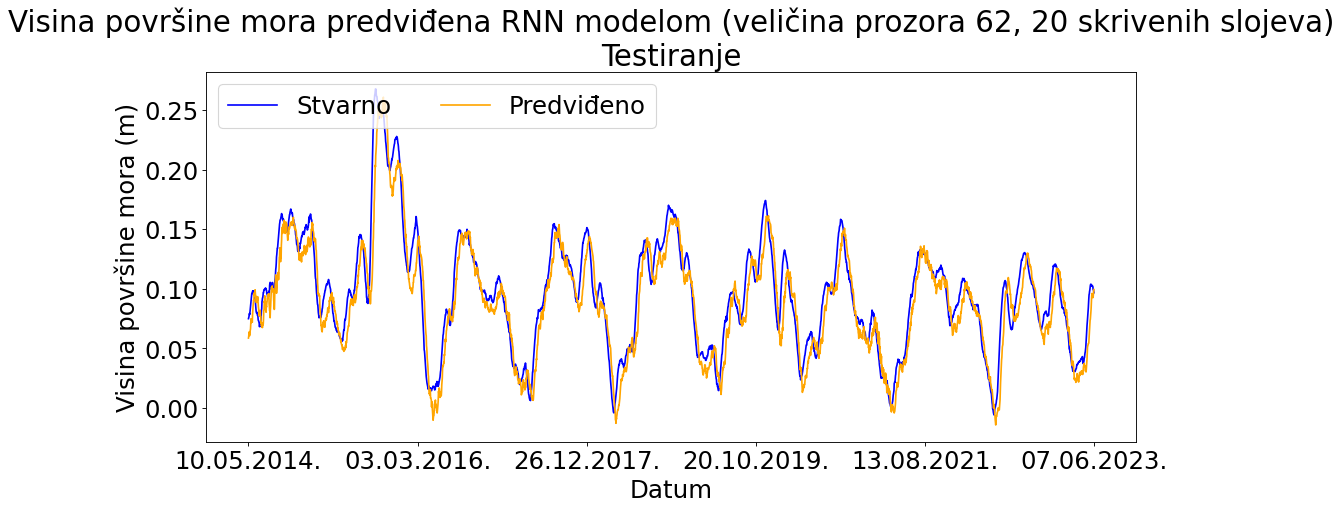 Visina površine mora predviđena RNN modelom (veličina prozora 62, 20 skrivenih slojeva)
Testiranje
Stvarno
Predviđeno
Visina površine mora (m)
0.25
0.20
0.15
0.10
0.05
0.00
10.05.2014.
03.03.2016.
26.12.2017.
20.10.2019.
13.08.2021.
07.06.2023.
Datum